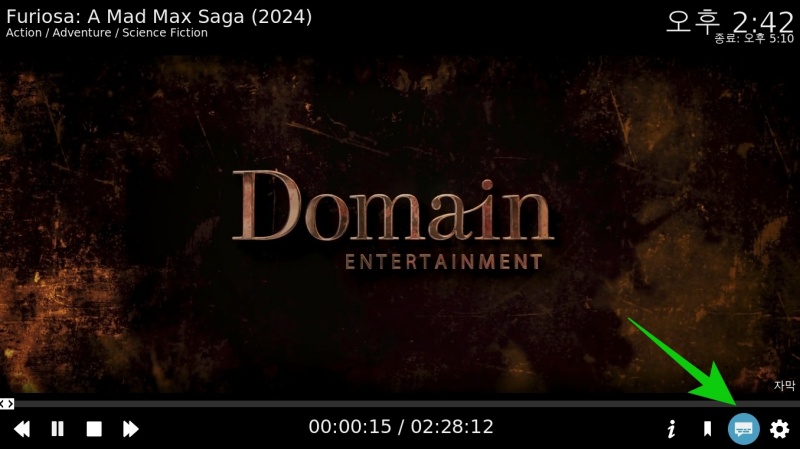 Furiosa: A Mad Max Saga (2024)
Action / Adventure / Science Fiction
오후 2:42
종료: 오후 5:10
Domain
ENTERTAINMENT
자막
00:00:15 / 02:28:12